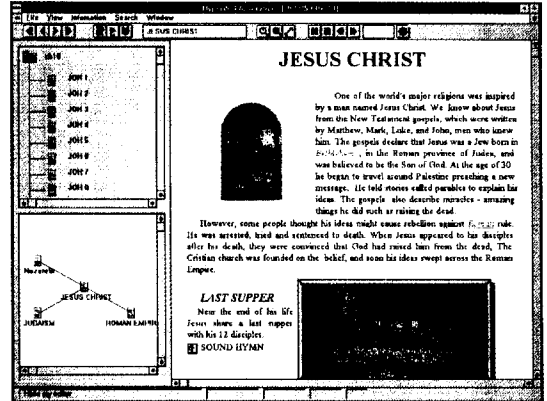 File View Information Search Window
JESUS CHRIST
JOH 1
JOH 2
JOH 3
JOH 4
JOH 5
JOH 6
JOH 7
JOH 8
Nazareth
JESUS CHRIST
JUDAISM
ROMAN EMPIRE
JESUS CHRIST
One of the world's major religions was inspired
by a man named Jesus Christ. We know about Jesus
from the New Testament gospels, which were written
by Matthew, Mark, Luke, and John, men who knew
him. The gospels declare that Jesus was a Jew born in
, in the Roman province of Judea, and
was believed to be the Son of God. At the age of 30
he began to travel around Palestine preaching a new
message. He told stories called parables to explain his
ideas. The gospels also describe miracles - amazing
things he did such as raising the dead.
However, some people thought his ideas might cause rebellion against Roman rule.
He was arrested, tried and sentenced to death. When Jesus appeared to his disciples
after his death, they were convinced that God had raised him from the dead, The
Cristian church was founded on the belief, and soon his ideas swept across the Roman
Empire.
LAST SUPPER
Near the end of his life
Jesus share a last supper
with his 12 disciples.
SOUND HYMN